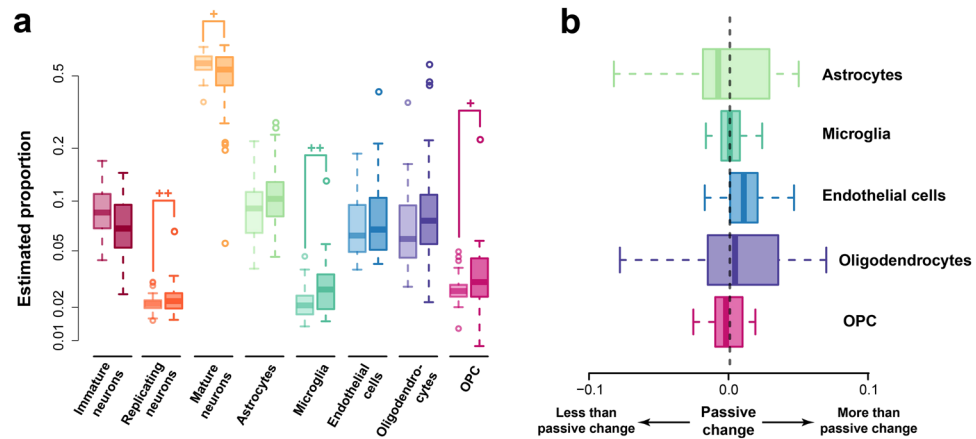 a
b
Estimated proportion
0.5
0.2
0.1
0.05
0.02
0.01
+
++
++
+
Immature
neurons
Replicating
neurons
Mature
neurons
Astrocytes
Microglia
Endothelial
cells
Oligodendro-
cytes
OPC
Astrocytes
Microglia
Endothelial cells
Oligodendrocytes
OPC
−0.1
0.0
0.1
Less than
passive change
Passive
change
More than
passive change